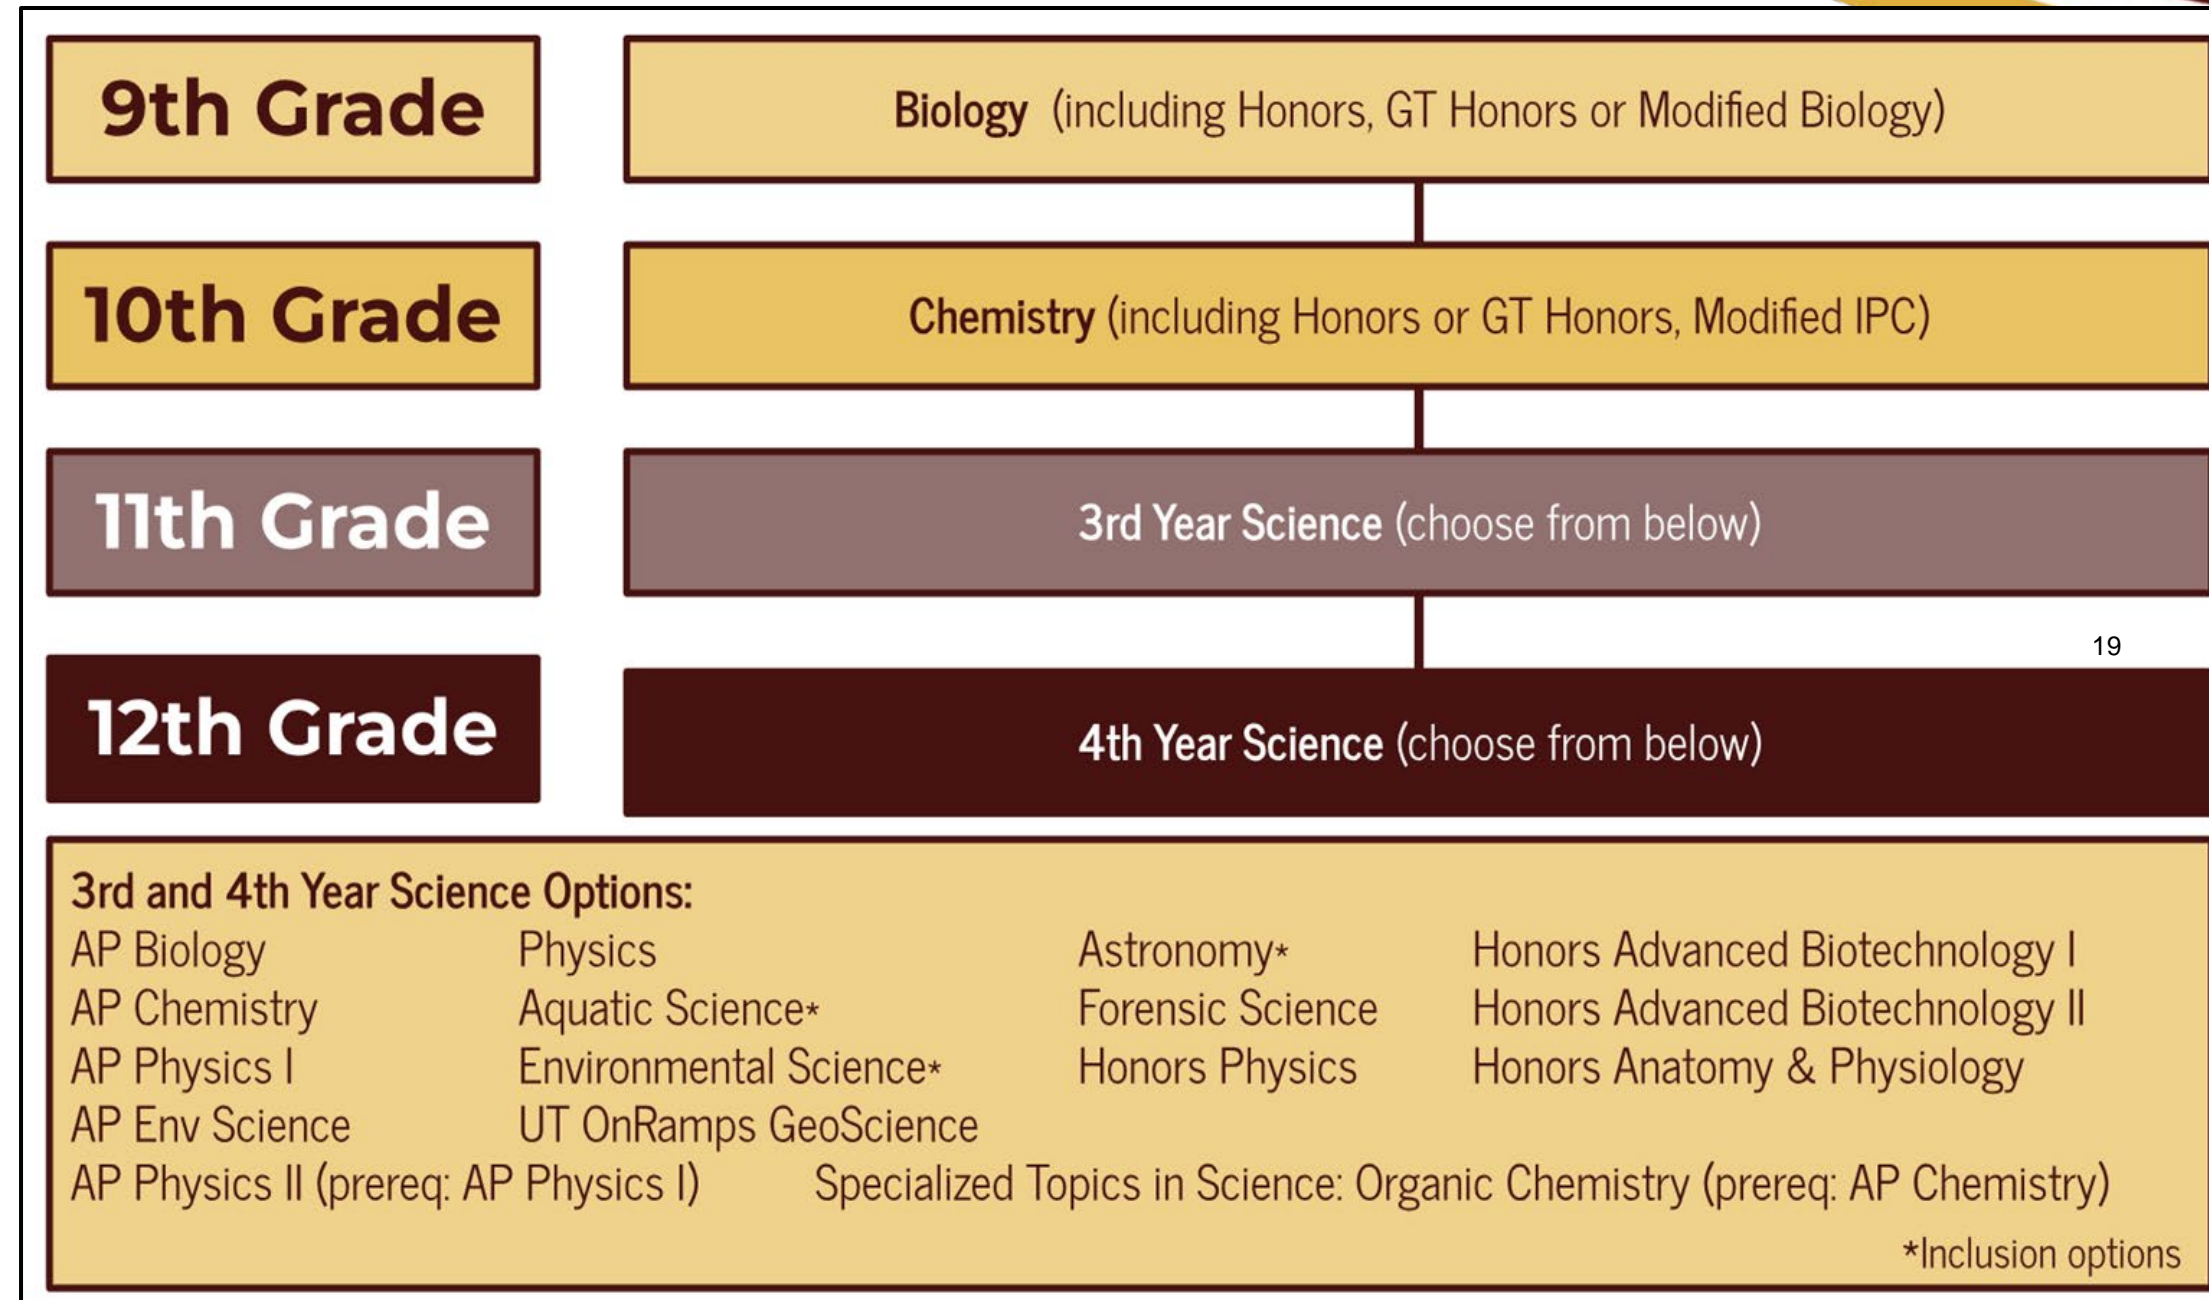 9th Grade
Biology (including Honors, GT Honors or Modified Biology)
10th Grade
Chemistry (including Honors or GT Honors, Modified IPC)
11th Grade
3rd Year Science (choose from below)
19
12th Grade
4th Year Science (choose from below)
3rd and 4th Year Science Options:
AP Biology Physics Astronomy* Honors Advanced Biotechnology I
AP Chemistry Aquatic Science* Forensic Science Honors Advanced Biotechnology II
AP Physics I Environmental Science* Honors Physics Honors Anatomy & Physiology
AP Env Science UT OnRamps GeoScience
AP Physics II (prereq: AP Physics I) Specialized Topics in Science: Organic Chemistry (prereq: AP Chemistry)
*Inclusion options